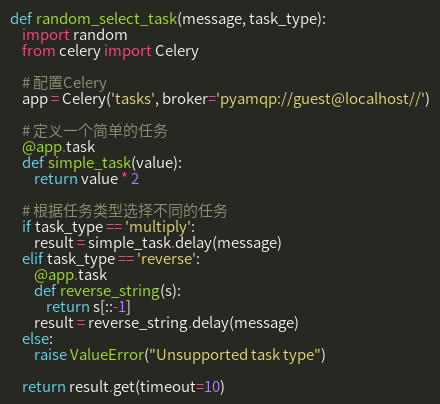 def random_select_task(message, task_type):
    import random
    from celery import Celery

    # 配置Celery
    app = Celery('tasks', broker='pyamqp://guest@localhost//')

    # 定义一个简单的任务
    @app.task
    def simple_task(value):
        return value * 2

    # 根据任务类型选择不同的任务
    if task_type == 'multiply':
        result = simple_task.delay(message)
    elif task_type == 'reverse':
        @app.task
        def reverse_string(s):
            return s[::-1]
        result = reverse_string.delay(message)
    else:
        raise ValueError("Unsupported task type")

    return result.get(timeout=10)